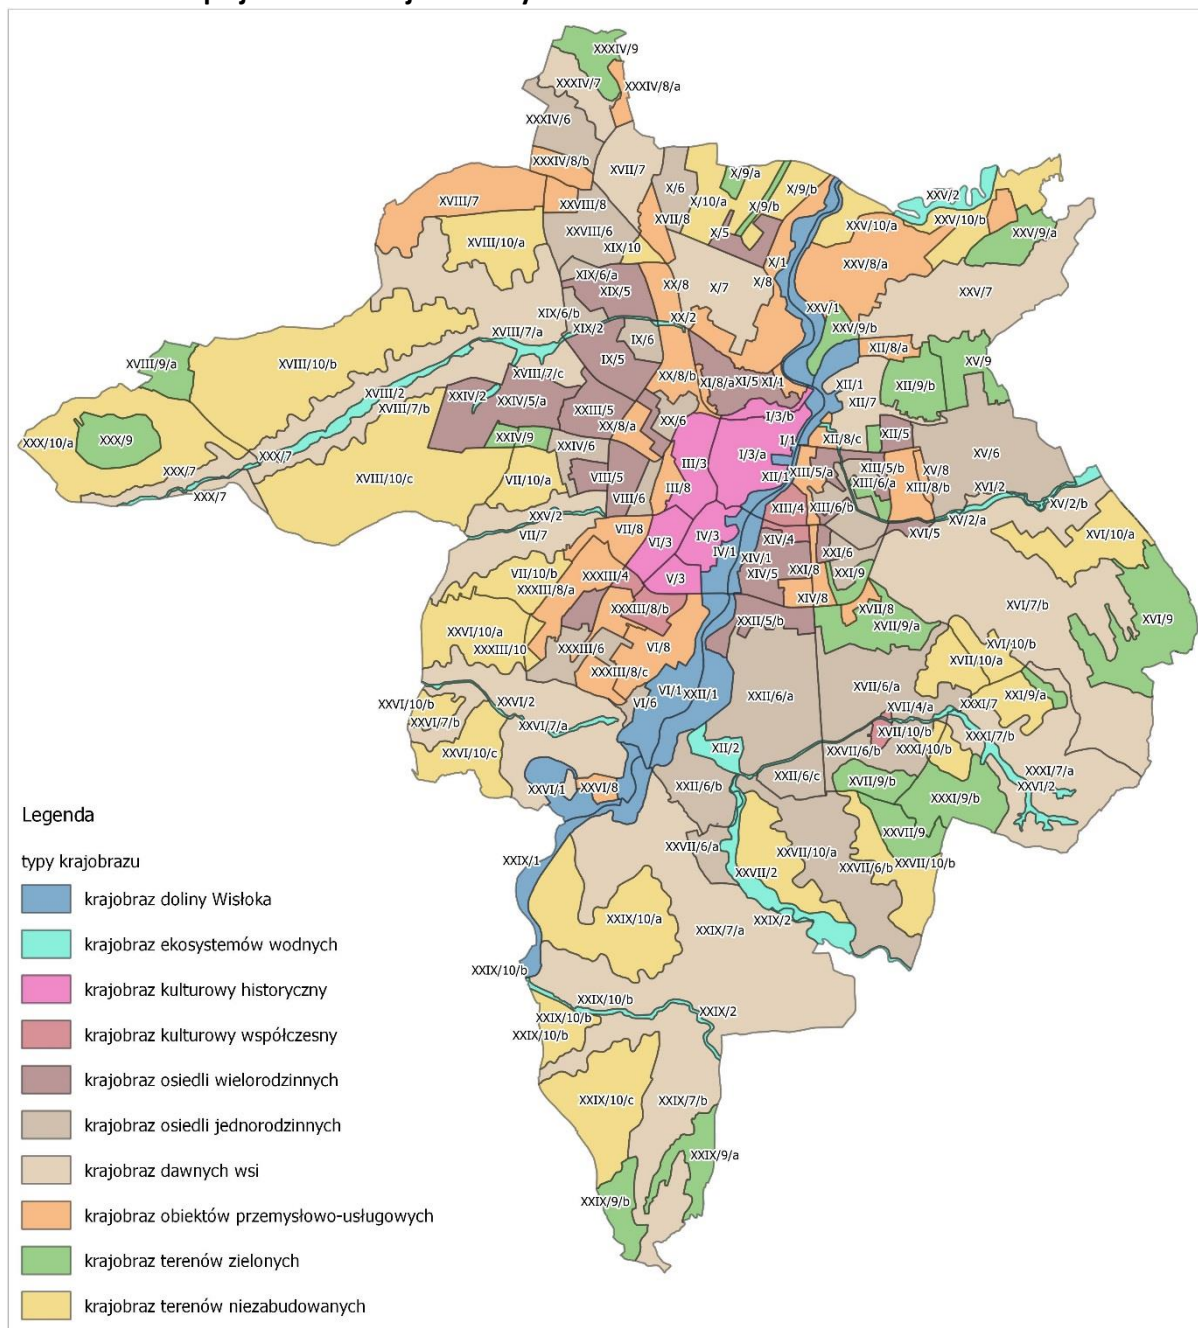 XXXIV/9
XXXIV/7
XXXIV/8/a
XXXIV/6
XXXIV/8/b
XVII/7
X/6
X/9/a
X/9/b
XXV/2
XVIII/7
XXVIII/8
XVII/8
X/10/a
X/9/b
XXV/10/a
XXV/10/b
XXV/9/a
XVIII/10/a
XXVIII/6
XIX/10
X/5
X/1
XXV/8/a
XIX/6/a
XIX/5
XX/8
X/7
X/8
XXV/7
XIX/6/b
XIX/2
XX/2
XXV/1
XXV/9/b
XVIII/7/a
IX/6
XII/8/a
XVIII/9/a
XVIII/10/b
IX/5
XV/9
XVIII/7/c
XX/8/b
XI/8/a
XI/5
XI/1
XII/1
XII/9/b
XVIII/2
XXIV/2
XXIV/5/a
XII/7
XVIII/7/b
XXIII/5
XX/6
I/3/b
XX/8/a
XXX/10/a
XXX/9
XXIV/9
XXIV/6
I/1
XII/8/c
XII/5
XXX/7
XXX/7
III/3
I/3/a
XV/6
XXX/7
XVIII/10/c
VII/10/a
VIII/5
III/8
XII/1
XIII/5/a
XIII/5/b
XV/8
VIII/6
XIII/6/a
XIII/8/b
XVI/2
XXV/2
XIII/4
XIII/6/b
XV/2/b
XV/2/a
VII/7
VII/8
VI/3
IV/3
XIV/4
XVI/5
XVI/10/a
IV/1
XIV/1
XXI/6
VII/10/b
XXXIII/4
V/3
XIV/5
XXI/8
XXI/9
XXXIII/8/a
XIV/8
XXXIII/8/b
XXII/5/b
XVII/8
XVI/7/b
XVI/9
XXVI/10/a
XVII/9/a
XXXIII/10
XXXIII/6
VI/8
XVI/10/b
XXXIII/8/c
XVII/10/a
XXVI/10/b
XXVI/2
VI/6
VI/1
XXII/1
XXII/6/a
XVII/6/a
XXI/9/a
XXVI/7/b
XXVI/7/a
XVII/4/a
XXXI/7
XXVI/10/c
XII/2
XVII/10/b
XXXI/7/b
XXVII/6/b
XXXI/10/b
XXVI/1
XXVI/8
XXII/6/b
XXII/6/c
XVII/9/b
XXXI/7/a
XXVI/2
XXXI/9/b
XXVII/9
XXIX/1
XXVII/6/a
XXVII/10/a
XXVII/6/b
XXVII/10/b
XXVII/2
XXIX/10/a
XXIX/7/a
XXIX/2
XXIX/10/b
XXIX/10/b
XXIX/10/b
XXIX/2
XXIX/10/b
XXIX/10/c
XXIX/7/b
XXIX/9/a
XXIX/9/b
Legenda
typy krajobrazu
krajobraz doliny Wisłoka
krajobraz ekosystemów wodnych
krajobraz kulturowy historyczny
krajobraz kulturowy współczesny
krajobraz osiedli wielorodzinnych
krajobraz osiedli jednorodzinnych
krajobraz dawnych wsi
krajobraz obiektów przemysłowo-usługowych
krajobraz terenów zielonych
krajobraz terenów niezabudowanych